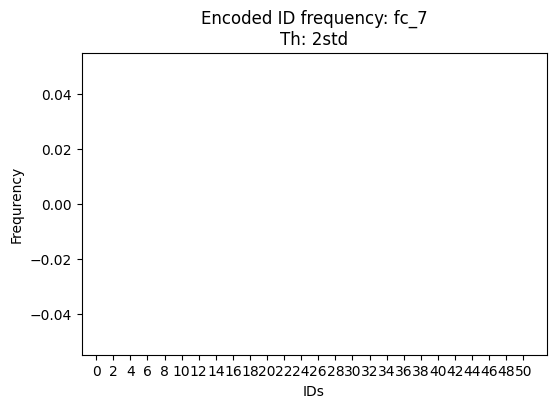 Encoded ID frequency: fc_7
Th: 2std
0.04
0.02
0.00
−0.02
−0.04
Frequrency
0 2 4 6 8 10 12 14 16 18 20 22 24 26 28 30 32 34 36 38 40 42 44 46 48 50
IDs